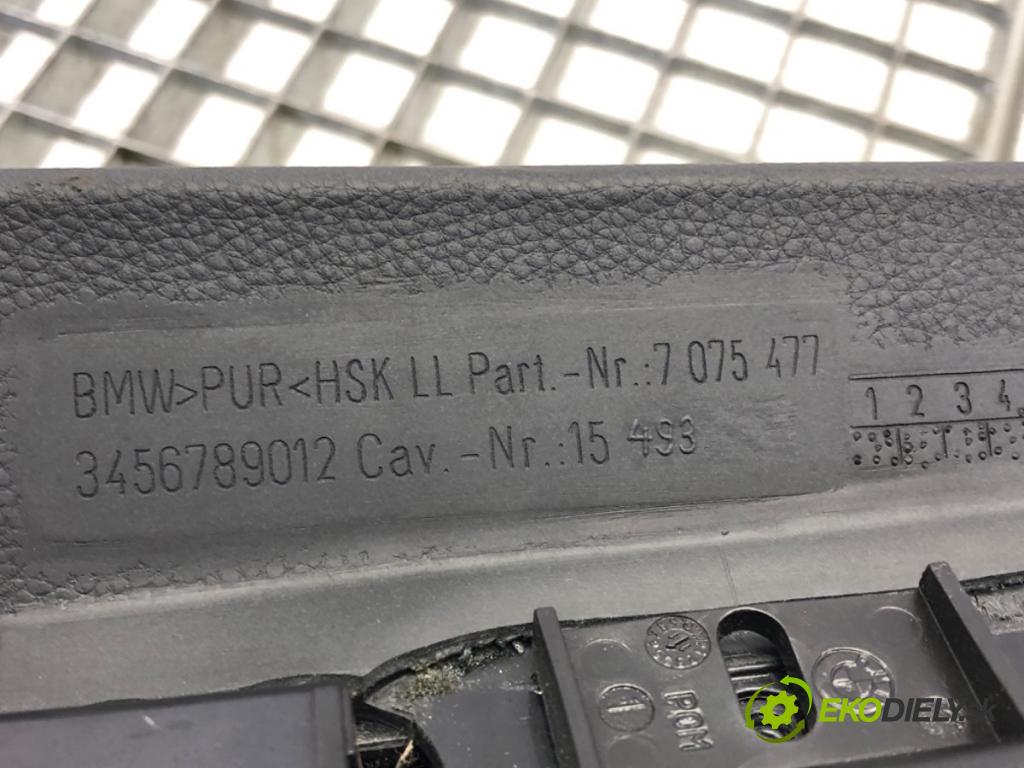 BMW>PUR<HSK LL Part.-Nr.:7 075 477
3456789012 Cav.-Nr.:15 493
1 2 3 4
POM
EKODIELY.SK